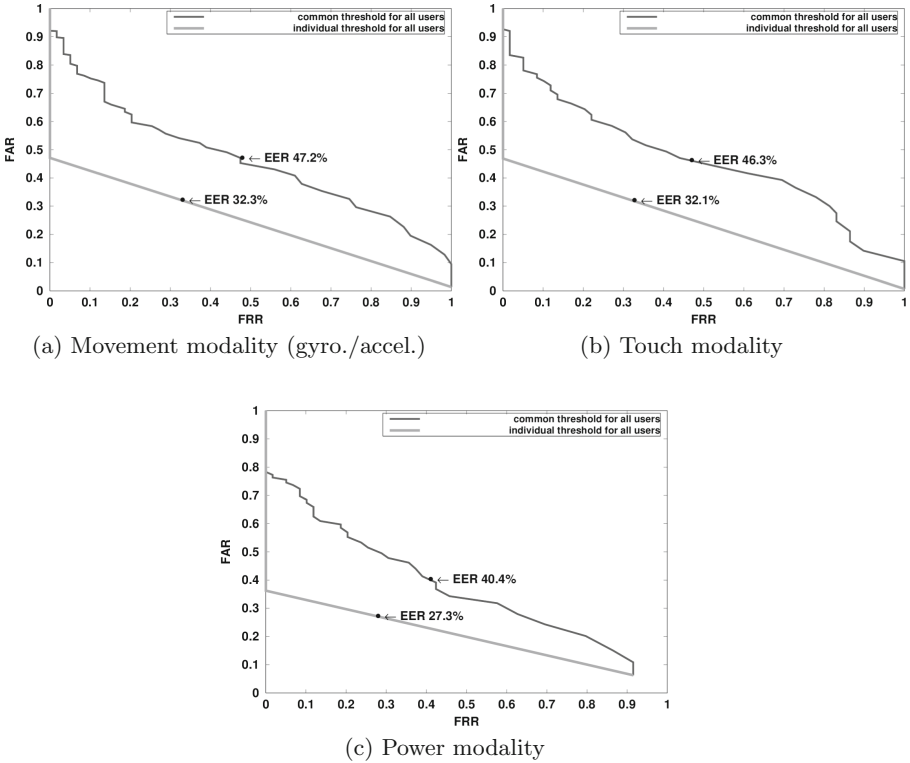 common threshold for all users
individual threshold for all users
1
0.9
0.8
0.7
0.6
0.5
0.4
0.3
0.2
0.1
0
FAR
← EER 47.2%
← EER 32.3%
0 0.1 0.2 0.3 0.4 0.5 0.6 0.7 0.8 0.9 1
FRR
(a) Movement modality (gyro./accel.)
common threshold for all users
individual threshold for all users
1
0.9
0.8
0.7
0.6
0.5
0.4
0.3
0.2
0.1
0
FAR
← EER 46.3%
← EER 32.1%
0 0.1 0.2 0.3 0.4 0.5 0.6 0.7 0.8 0.9 1
FRR
(b) Touch modality
common threshold for all users
individual threshold for all users
1
0.9
0.8
0.7
0.6
0.5
0.4
0.3
0.2
0.1
0
FAR
← EER 40.4%
← EER 27.3%
0 0.1 0.2 0.3 0.4 0.5 0.6 0.7 0.8 0.9 1
FRR
(c) Power modality